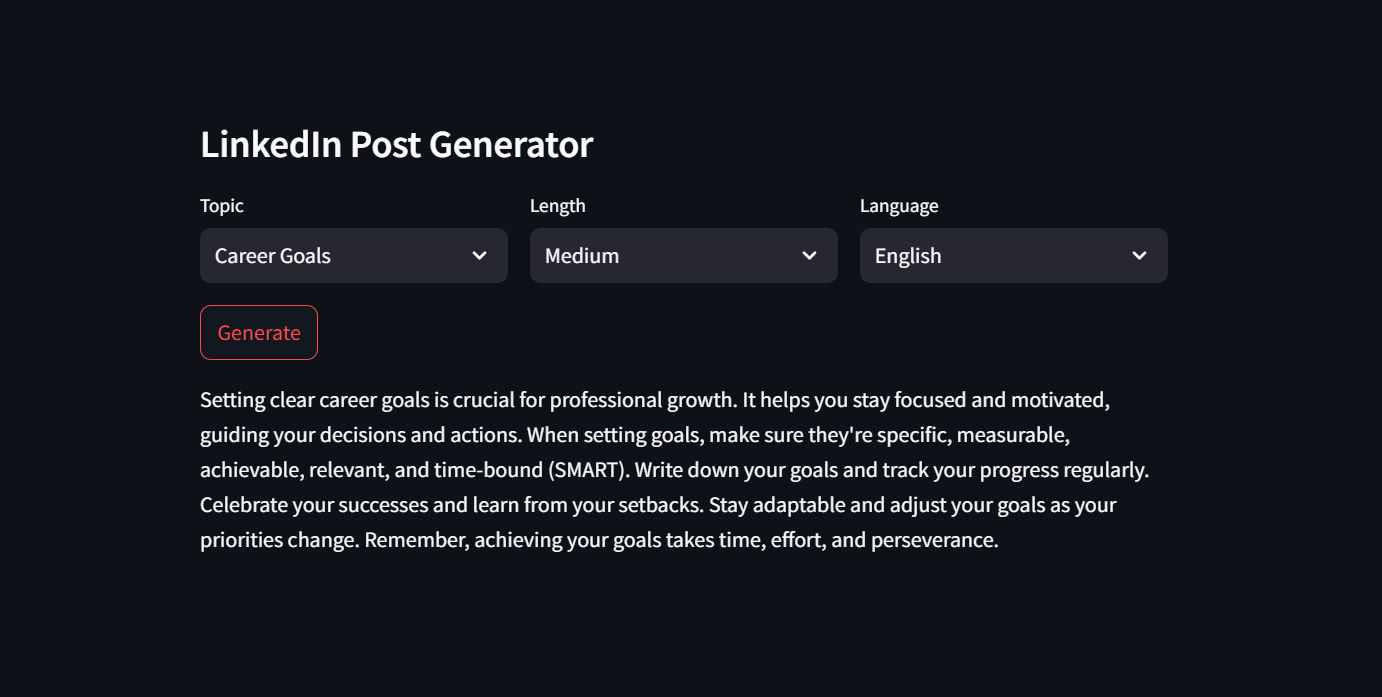 LinkedIn Post Generator
Topic
Length
Language
Career Goals
Medium
English
Generate
Setting clear career goals is crucial for professional growth. It helps you stay focused and motivated,
guiding your decisions and actions. When setting goals, make sure they're specific, measurable,
achievable, relevant, and time-bound (SMART). Write down your goals and track your progress regularly.
Celebrate your successes and learn from your setbacks. Stay adaptable and adjust your goals as your
priorities change. Remember, achieving your goals takes time, effort, and perseverance.